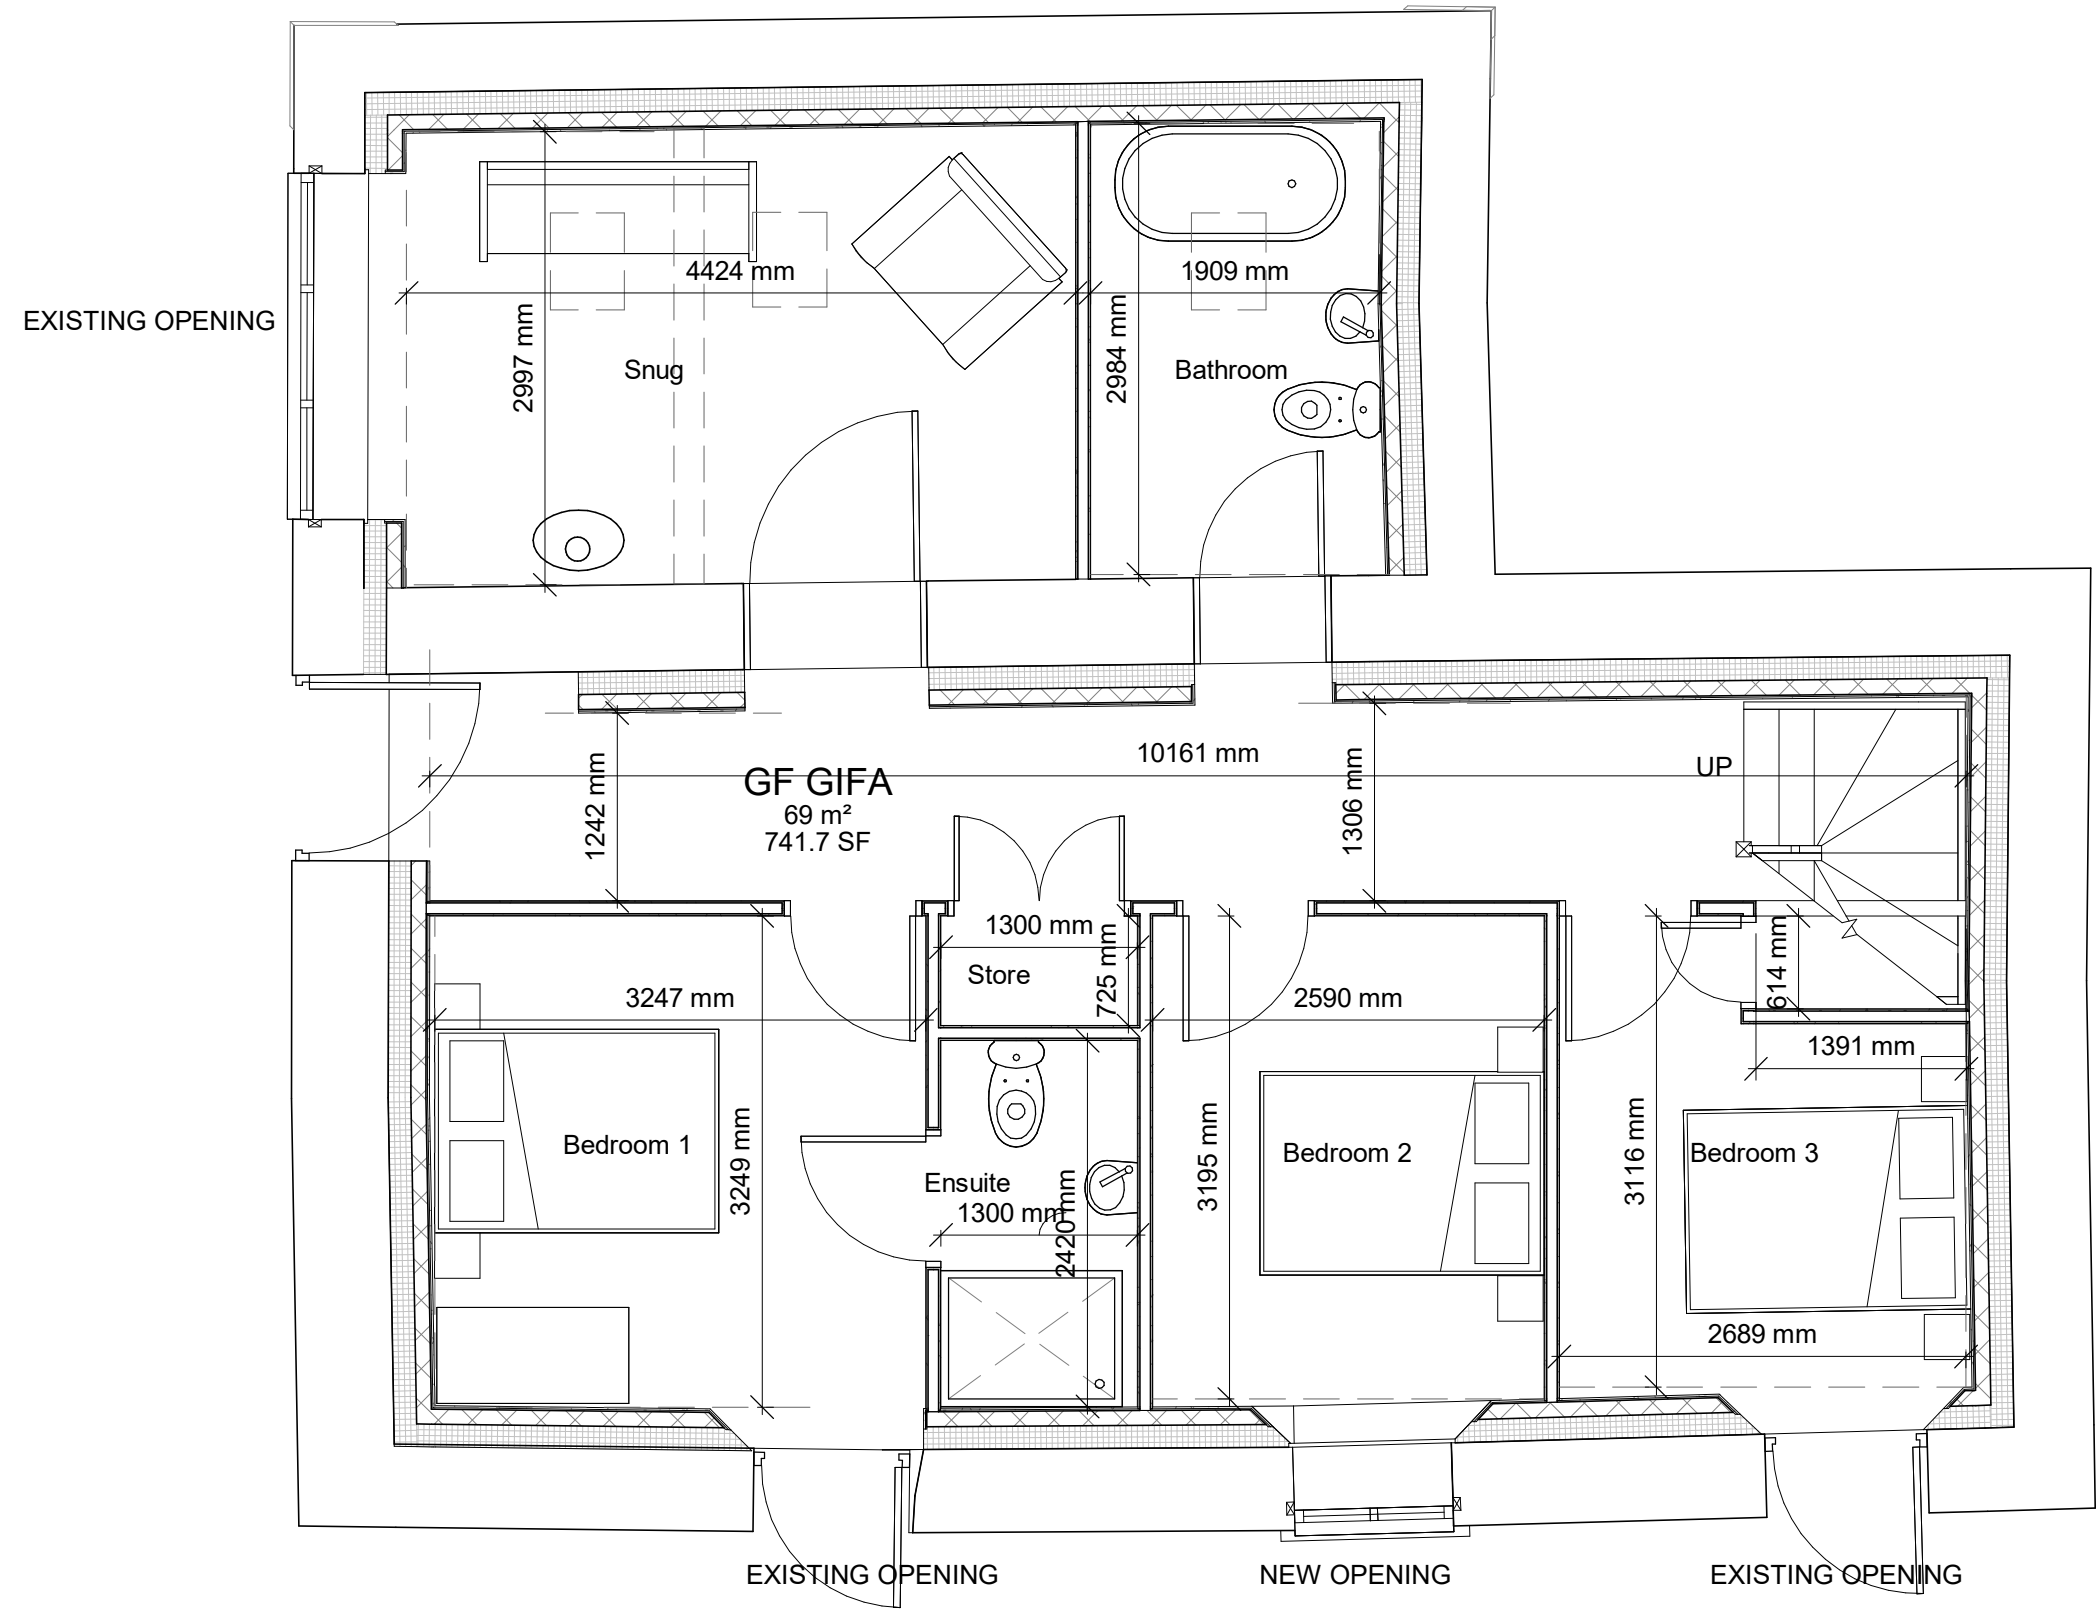 4424 mm
1909 mm
EXISTING OPENING
2997 mm
2984 mm
Snug
Bathroom
10161 mm
UP
GF GIFA
69 m²
741.7 SF
1242 mm
1306 mm
1300 mm
Store
725 mm
614 mm
3247 mm
2590 mm
1391 mm
Bedroom 1
3249 mm
Ensuite
1300 mm
2420 mm
3195 mm
Bedroom 2
3116 mm
Bedroom 3
2689 mm
EXISTING OPENING
NEW OPENING
EXISTING OPENING